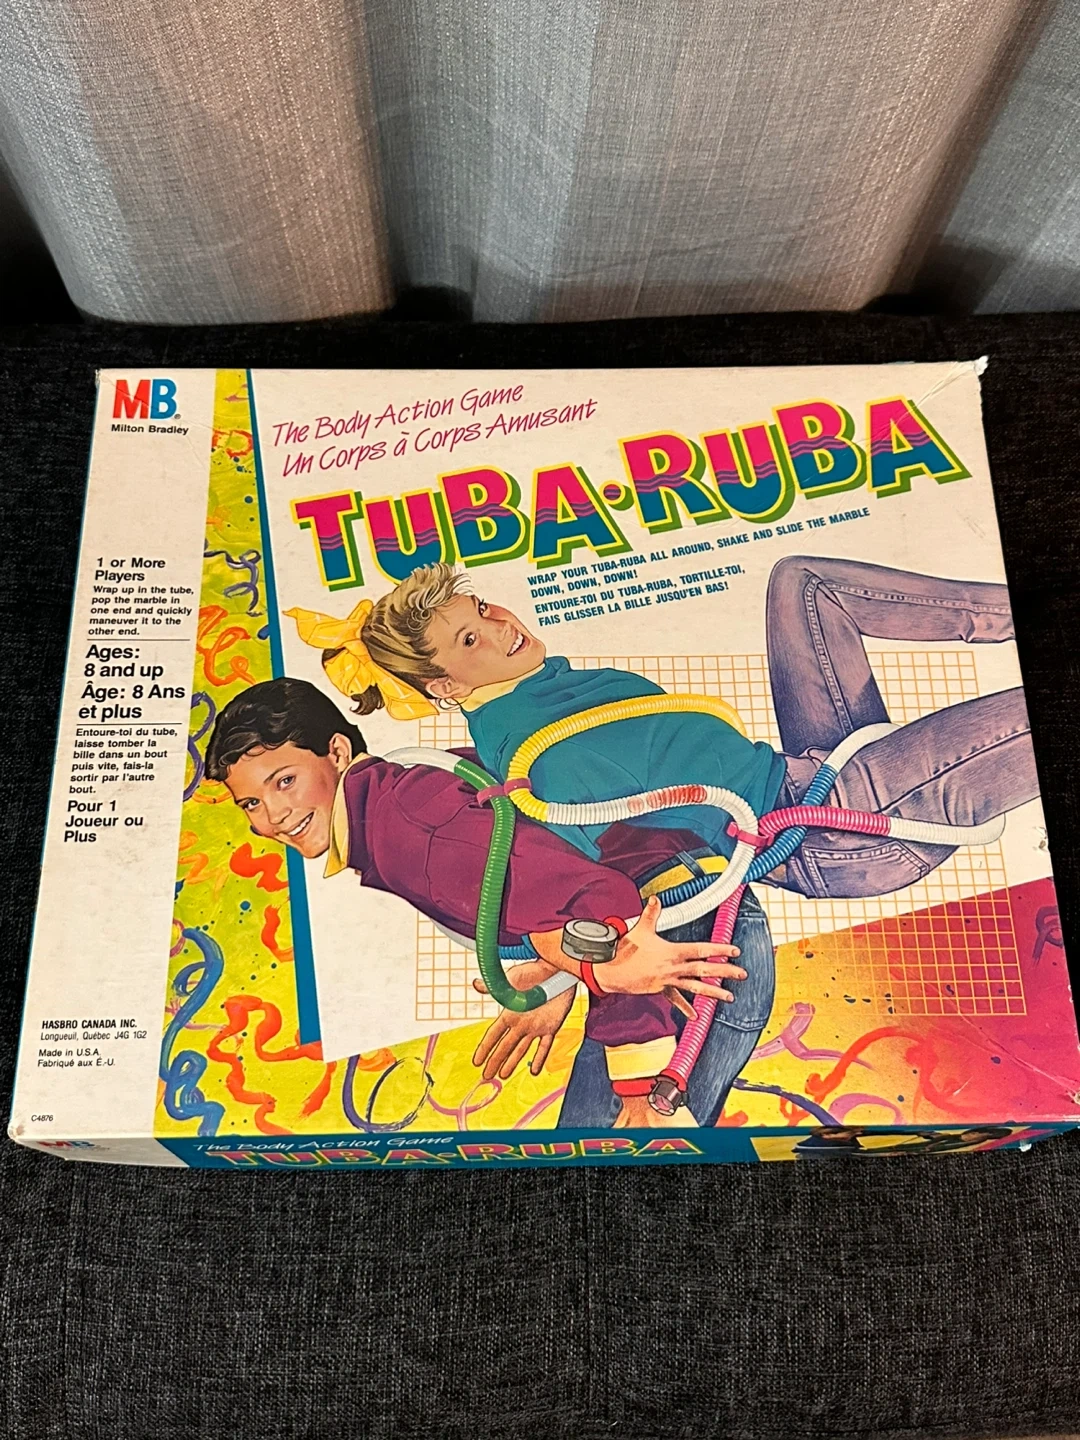 MB®
Milton Bradley
The Body Action Game
Un Corps à Corps Amusant
TUBA·RUBA
WRAP YOUR TUBA-RUBA ALL AROUND, SHAKE AND SLIDE THE MARBLE
DOWN, DOWN, DOWN!
ENTOURE-TOI DU TUBA-RUBA, TORTILLE-TOI,
FAIS GLISSER LA BILLE JUSQU'EN BAS!
1 or More
Players
Wrap up in the tube,
pop the marble in
one end and quickly
maneuver it to the
other end.
Ages:
8 and up
Âge: 8 Ans
et plus
Entoure-toi du tube,
laisse tomber la
bille dans un bout
puis vite, fais-la
sortir par l'autre
bout.
Pour 1
Joueur ou
Plus
HASBRO CANADA INC.
Longueuil, Québec J4G 1G2
Made in U.S.A.
Fabriqué aux É.-U.
C4876
MB
The Body Action Game
TUBA·RUBA